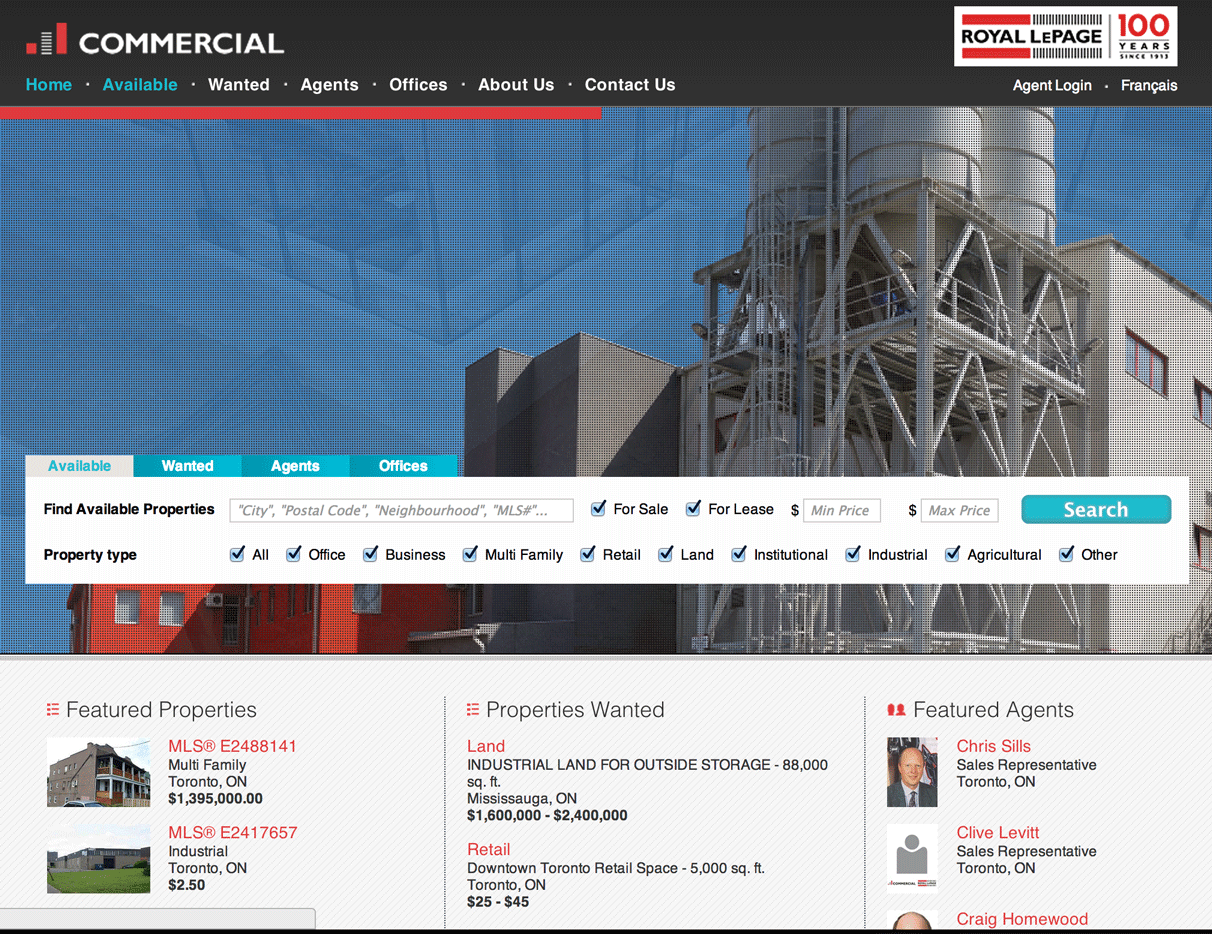 COMMERCIAL
ROYAL LEPAGE
100
YEARS
SINCE 1913
Home · Available · Wanted · Agents · Offices · About Us · Contact Us
Agent Login · Français
Available Wanted Agents Offices
Find Available Properties "City", "Postal Code", "Neighbourhood", "MLS#"... For Sale For Lease $ Min Price $ Max Price Search
Property type All Office Business Multi Family Retail Land Institutional Industrial Agricultural Other
Featured Properties
MLS® E2488141
Multi Family
Toronto, ON
$1,395,000.00
MLS® E2417657
Industrial
Toronto, ON
$2.50
Properties Wanted
Land
INDUSTRIAL LAND FOR OUTSIDE STORAGE - 88,000
sq. ft.
Mississauga, ON
$1,600,000 - $2,400,000
Retail
Downtown Toronto Retail Space - 5,000 sq. ft.
Toronto, ON
$25 - $45
Featured Agents
Chris Sills
Sales Representative
Toronto, ON
Clive Levitt
Sales Representative
Toronto, ON
COMMERCIAL
Craig Homewood